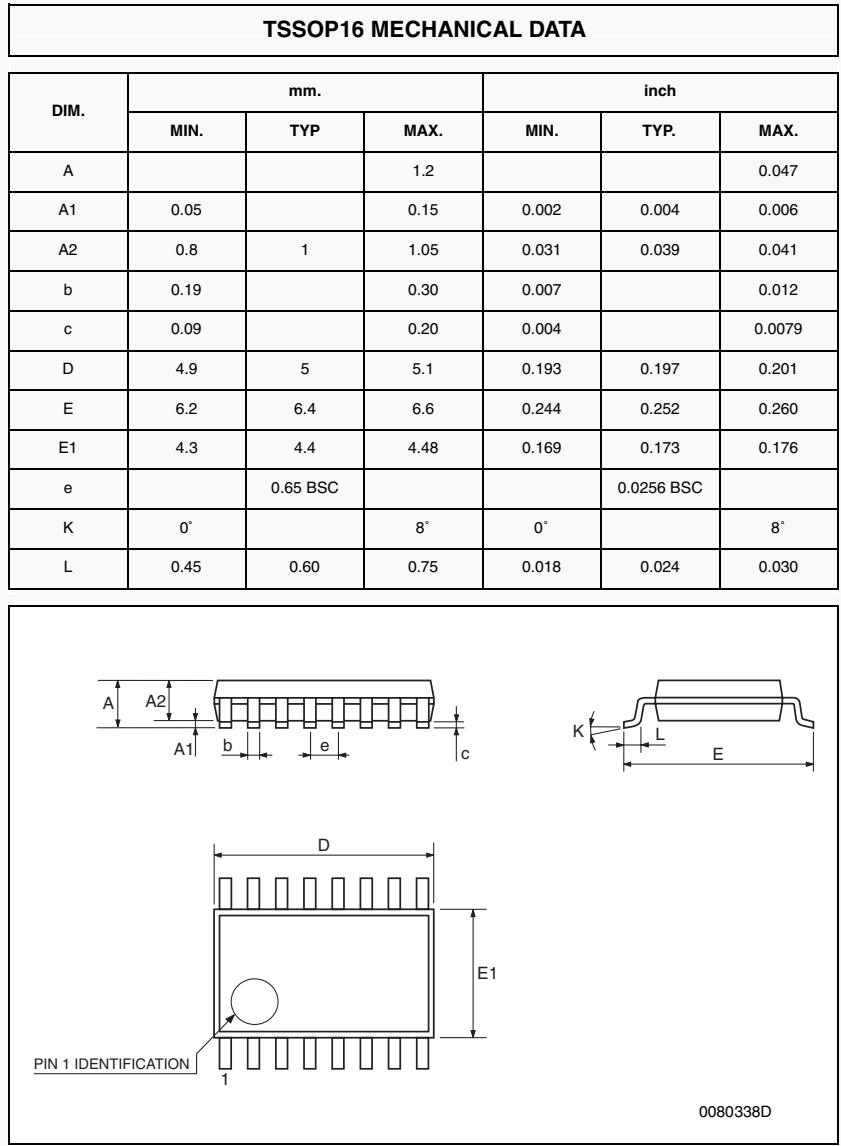 TSSOP16 MECHANICAL DATA
DIM. mm. inch
MIN. TYP MAX. MIN. TYP. MAX.
A 1.2 0.047
A1 0.05 0.15 0.002 0.004 0.006
A2 0.8 1 1.05 0.031 0.039 0.041
b 0.19 0.30 0.007 0.012
c 0.09 0.20 0.004 0.0079
D 4.9 5 5.1 0.193 0.197 0.201
E 6.2 6.4 6.6 0.244 0.252 0.260
E1 4.3 4.4 4.48 0.169 0.173 0.176
e 0.65 BSC 0.0256 BSC
K 0˚ 8˚ 0˚ 8˚
L 0.45 0.60 0.75 0.018 0.024 0.030
A A2
A1 b e c
K L E
D
E1
PIN 1 IDENTIFICATION
1
0080338D